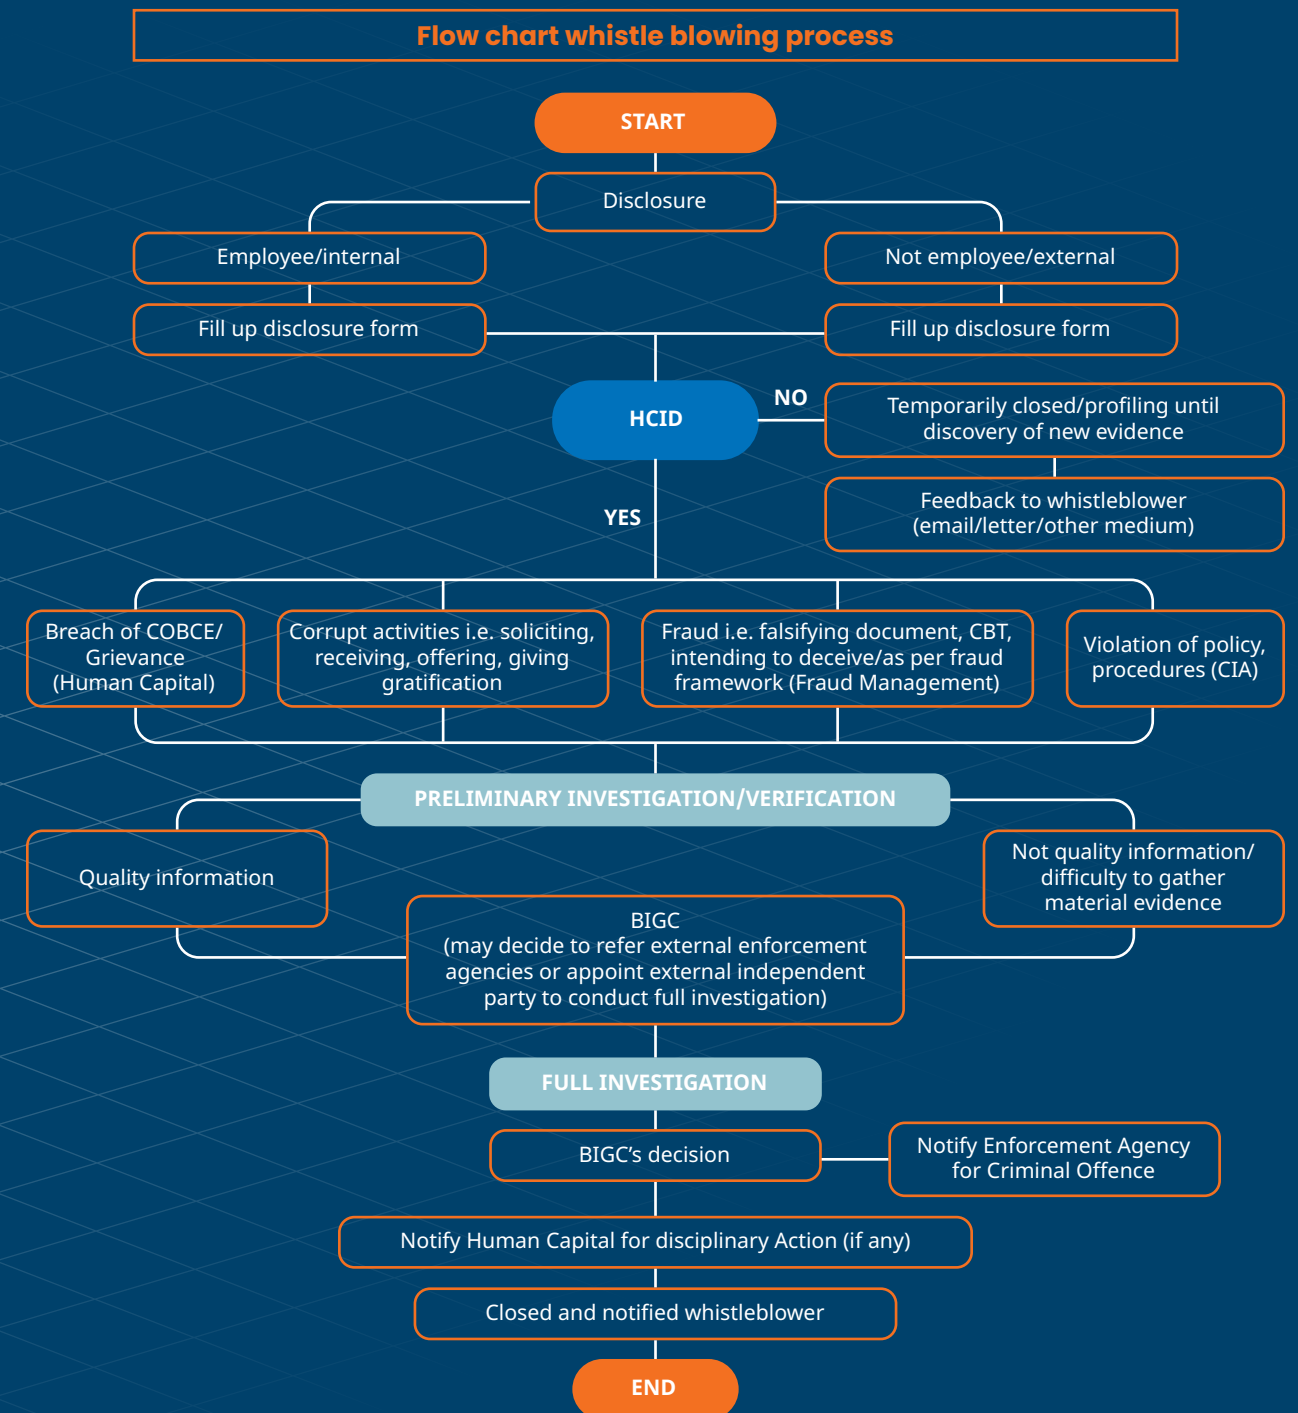 Flow chart whistle blowing process
START
Disclosure
Employee/internal
Not employee/external
Fill up disclosure form
Fill up disclosure form
HCID
NO
Temporarily closed/profiling until
discovery of new evidence
Feedback to whistleblower
(email/letter/other medium)
YES
Breach of COBCE/
Grievance
(Human Capital)
Corrupt activities i.e. soliciting,
receiving, offering, giving
gratification
Fraud i.e. falsifying document, CBT,
intending to deceive/as per fraud
framework (Fraud Management)
Violation of policy,
procedures (CIA)
PRELIMINARY INVESTIGATION/VERIFICATION
Quality information
Not quality information/
difficulty to gather
material evidence
BIGC
(may decide to refer external enforcement
agencies or appoint external independent
party to conduct full investigation)
FULL INVESTIGATION
BIGC’s decision
Notify Enforcement Agency
for Criminal Offence
Notify Human Capital for disciplinary Action (if any)
Closed and notified whistleblower
END